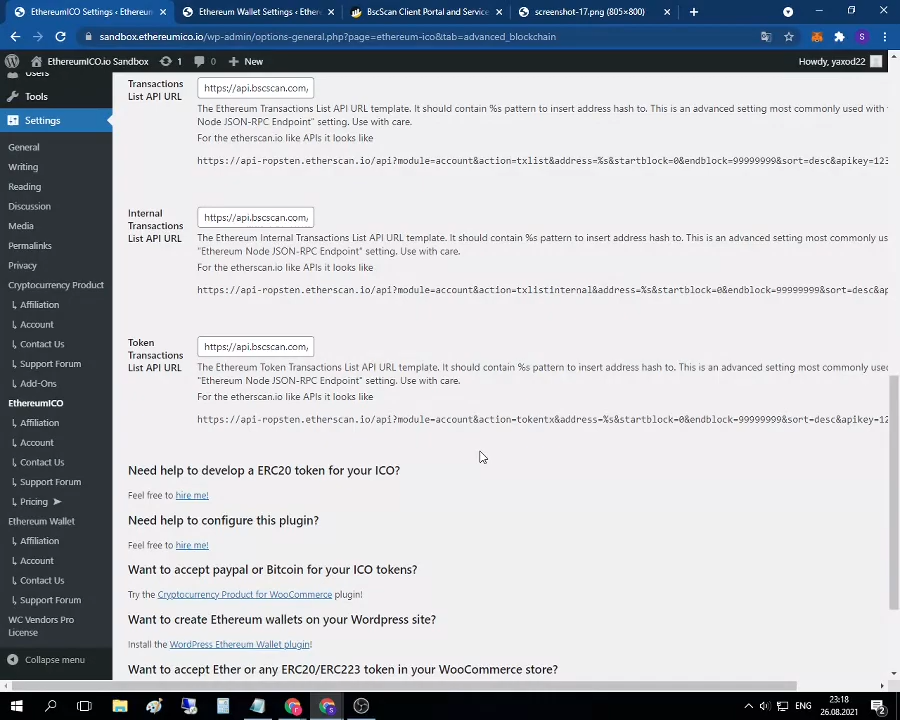 EthereumICO Settings ‹ Ethereum
Ethereum Wallet Settings ‹ Ethe
BscScan Client Portal and Service
screenshot-17.png (805×800)
sandbox.ethereumico.io/wp-admin/options-general.php?page=ethereum-ico&tab=advanced_blockchain
EthereumICO.io Sandbox
1
0
New
Howdy, yaxod22
Users
Tools
Settings
General
Writing
Reading
Discussion
Media
Permalinks
Privacy
Cryptocurrency Product
Affiliation
Account
Contact Us
Support Forum
Add-Ons
EthereumICO
Affiliation
Account
Contact Us
Support Forum
Pricing ➤
Ethereum Wallet
Affiliation
Account
Contact Us
Support Forum
WC Vendors Pro
License
Collapse menu
Transactions
List API URL
https://api.bscscan.com,
The Ethereum Transactions List API URL template. It should contain %s pattern to insert address hash to. This is an advanced setting most commonly used with
Node JSON-RPC Endpoint" setting. Use with care.
For the etherscan.io like APIs it looks like
https://api-ropsten.etherscan.io/api?module=account&action=txlist&address=%s&startblock=0&endblock=99999999&sort=desc&apikey=123
Internal
Transactions
List API URL
https://api.bscscan.com,
The Ethereum Internal Transactions List API URL template. It should contain %s pattern to insert address hash to. This is an advanced setting most commonly u
"Ethereum Node JSON-RPC Endpoint" setting. Use with care.
For the etherscan.io like APIs it looks like
https://api-ropsten.etherscan.io/api?module=account&action=txlistinternal&address=%s&startblock=0&endblock=99999999&sort=desc&ap
Token
Transactions
List API URL
https://api.bscscan.com,
The Ethereum Token Transactions List API URL template. It should contain %s pattern to insert address hash to. This is an advanced setting most commonly used
"Ethereum Node JSON-RPC Endpoint" setting. Use with care.
For the etherscan.io like APIs it looks like
https://api-ropsten.etherscan.io/api?module=account&action=tokentx&address=%s&startblock=0&endblock=99999999&sort=desc&apikey=12
Need help to develop a ERC20 token for your ICO?
Feel free to hire me!
Need help to configure this plugin?
Feel free to hire me!
Want to accept paypal or Bitcoin for your ICO tokens?
Try the Cryptocurrency Product for WooCommerce plugin!
Want to create Ethereum wallets on your Wordpress site?
Install the WordPress Ethereum Wallet plugin!
Want to accept Ether or any ERC20/ERC223 token in your WooCommerce store?
ENG
23:18
26.08.2021
2